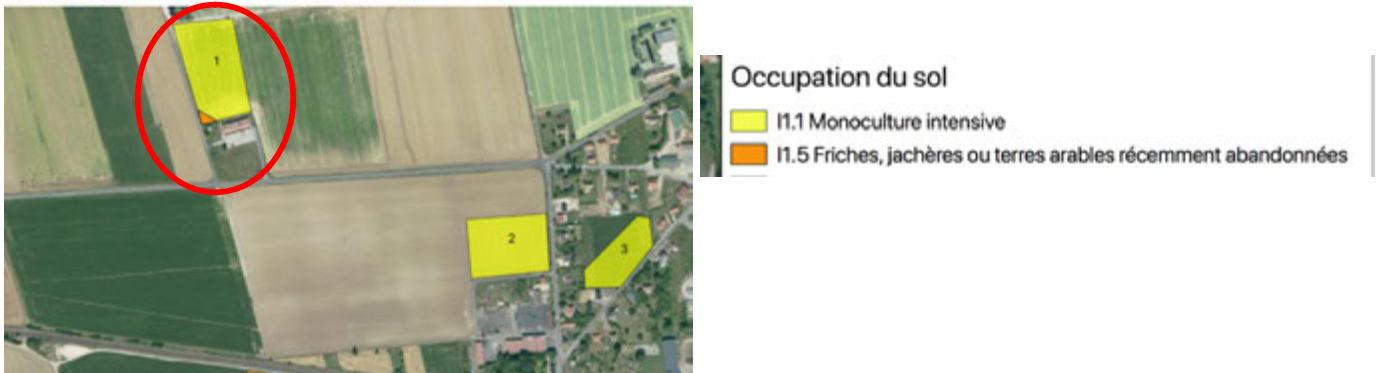 1
2
3
Occupation du sol
I1.1 Monoculture intensive
I1.5 Friches, jachères ou terres arables récemment abandonnées